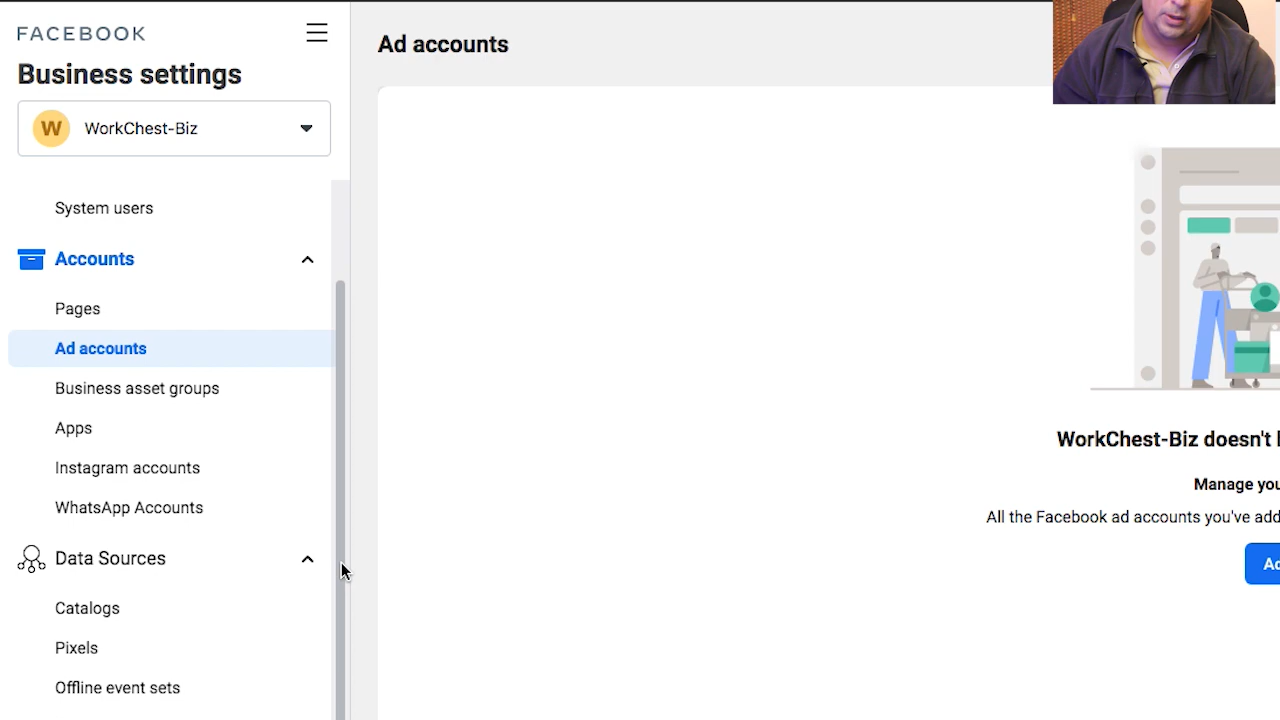 FACEBOOK
Business settings
W WorkChest-Biz
System users
Accounts
Pages
Ad accounts
Business asset groups
Apps
Instagram accounts
WhatsApp Accounts
Data Sources
Catalogs
Pixels
Offline event sets
Ad accounts
WorkChest-Biz doesn't
Manage you
All the Facebook ad accounts you've add